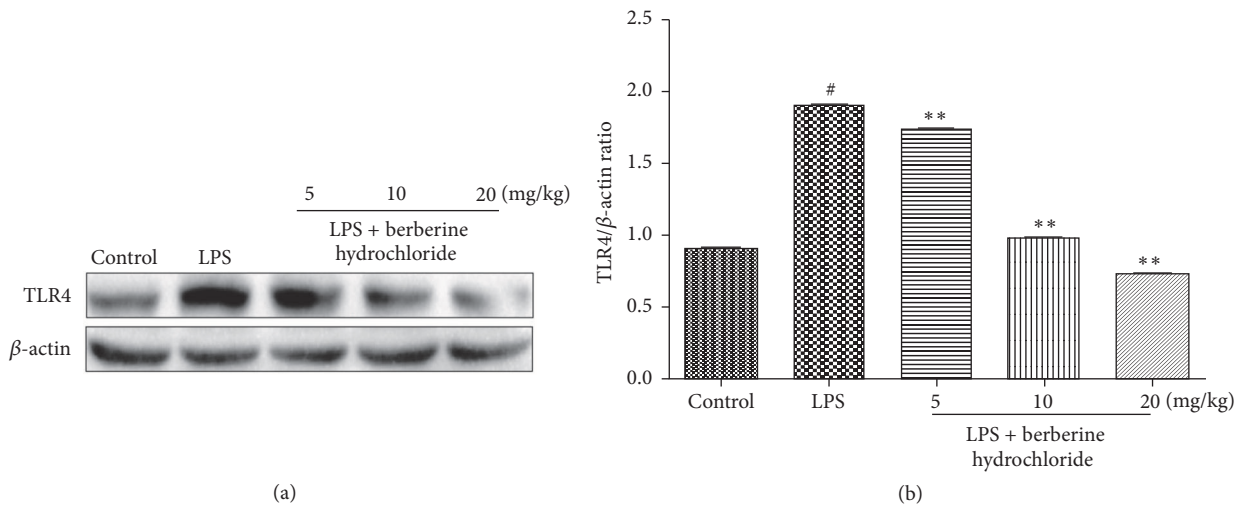 5 10 20 (mg/kg)
LPS + berberine
hydrochloride
Control LPS
TLR4
β-actin
(a)
2.5
2.0
1.5
1.0
0.5
0.0
TLR4/β-actin ratio
#
**
**
**
Control LPS 5 10 20 (mg/kg)
LPS + berberine
hydrochloride
(b)